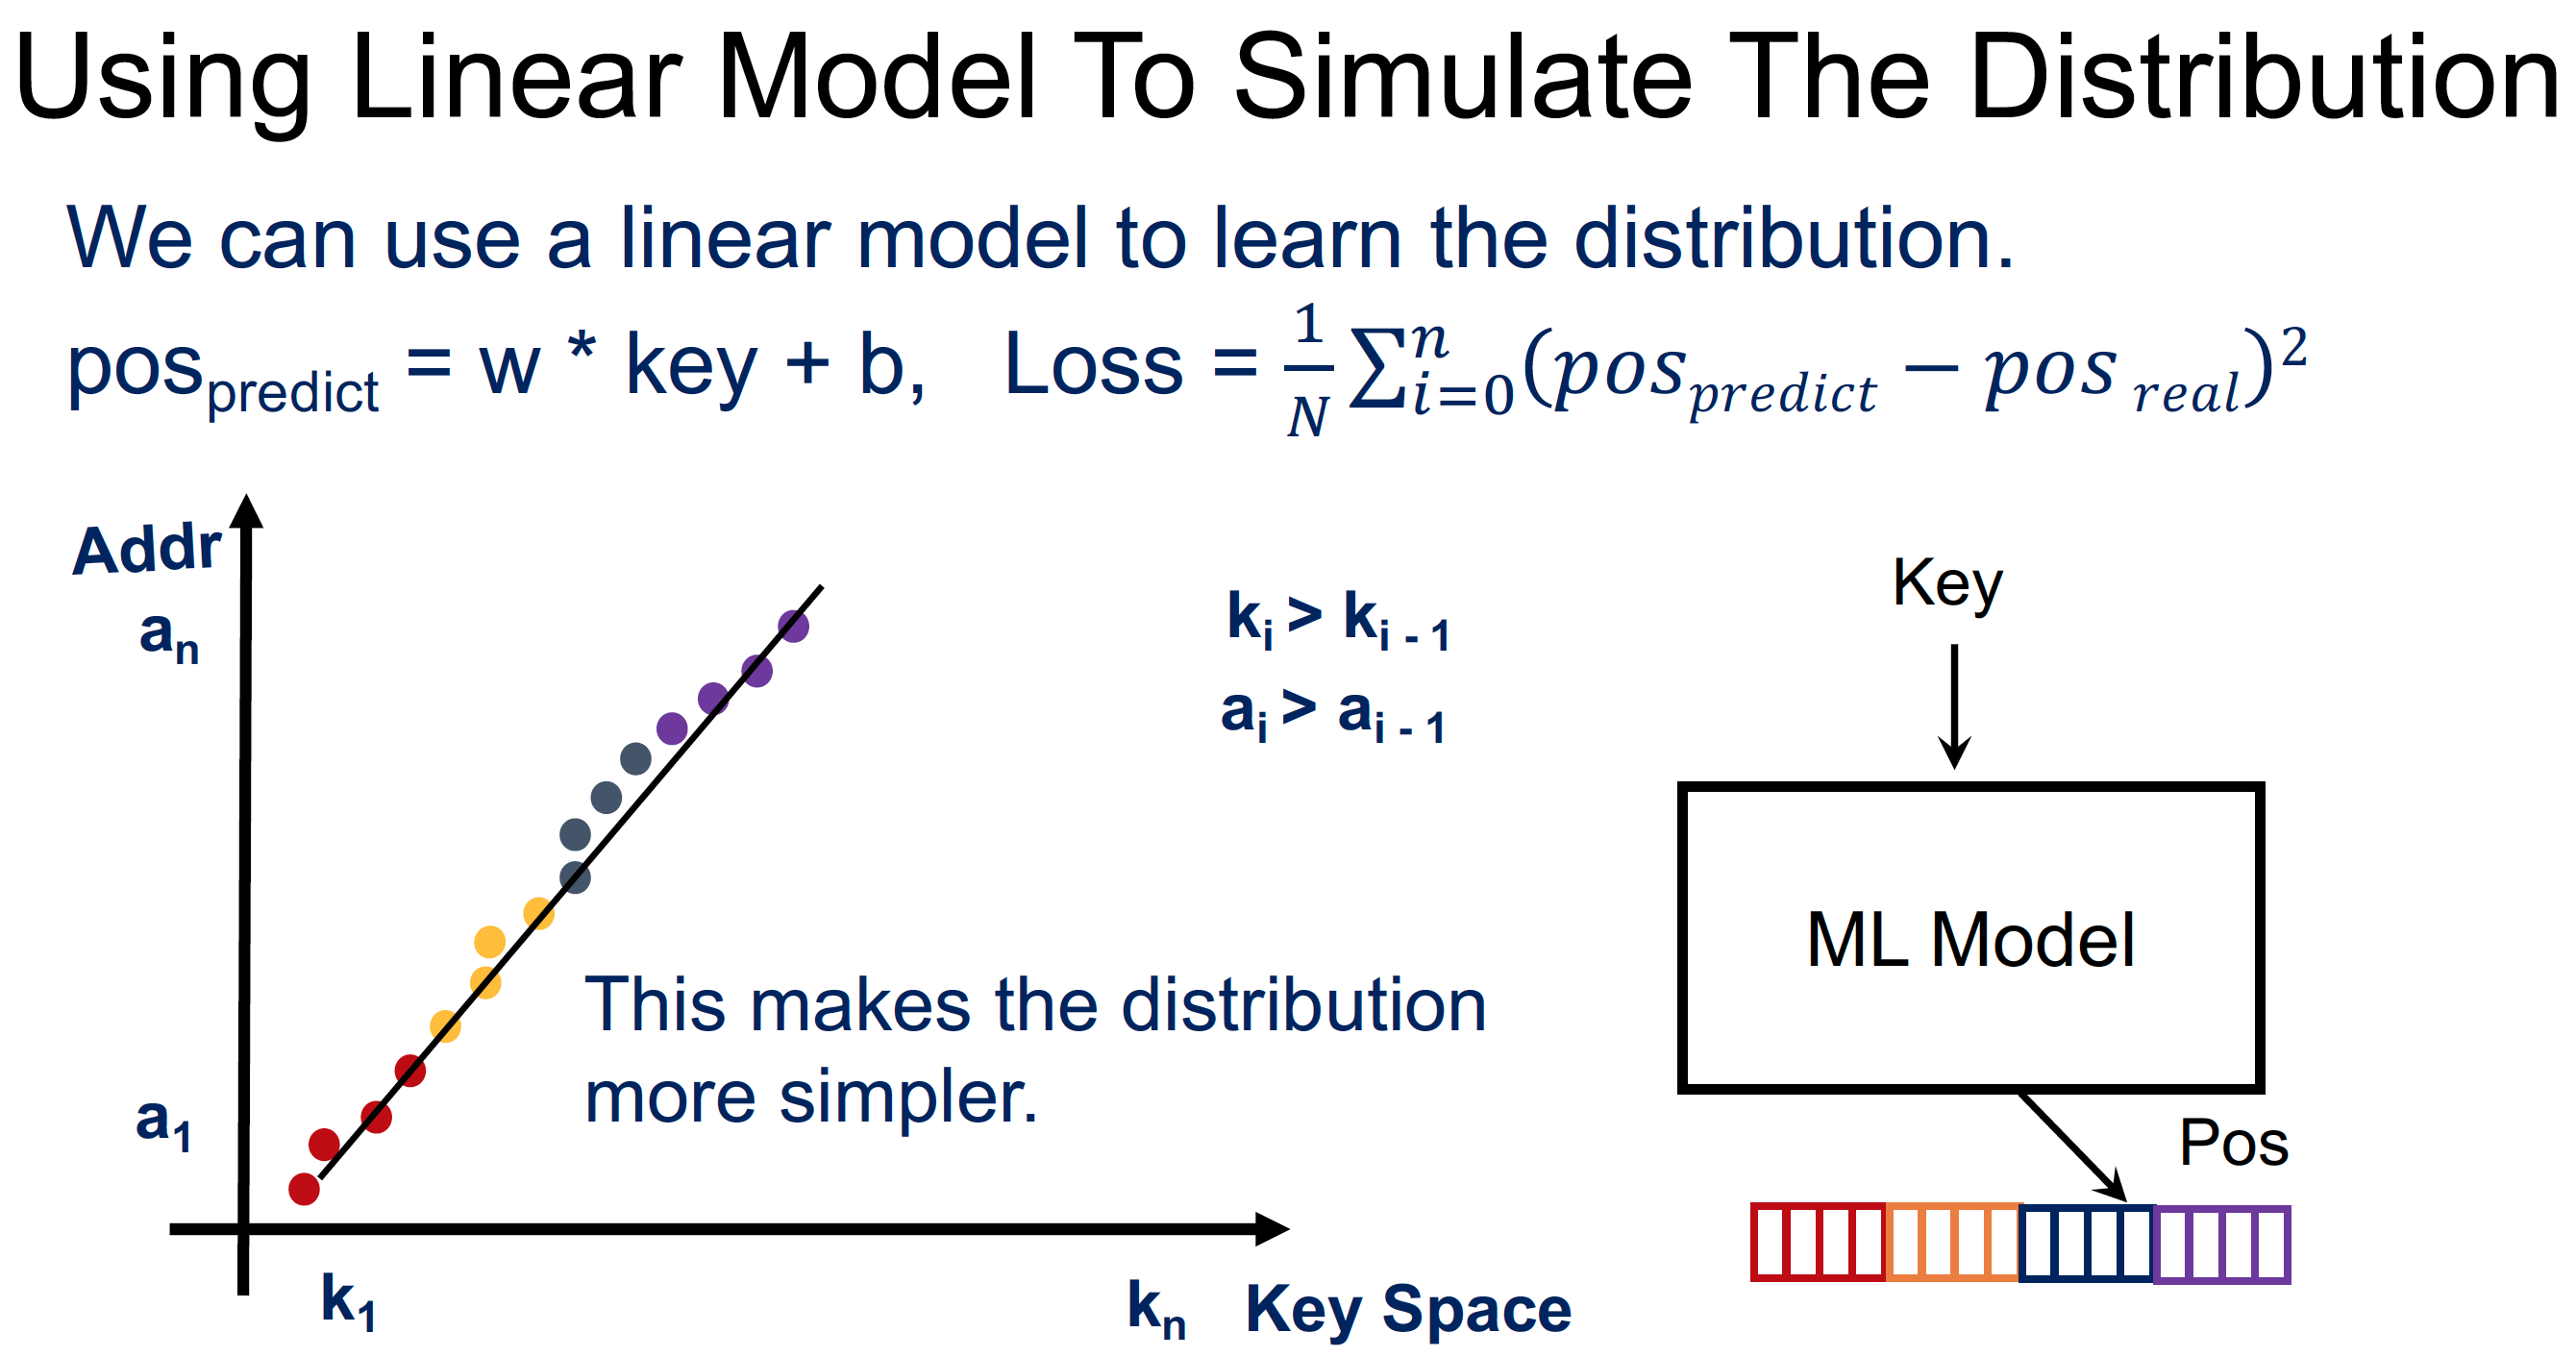 Using Linear Model To Simulate The Distribution
We can use a linear model to learn the distribution.
pos_predict = w * key + b,   Loss = \frac{1}{N} \sum_{i=0}^{n} (pos_{predict} − pos_{real})^2
Addr
a_n
a_1
k_1
k_n
Key Space
This makes the distribution
more simpler.
k_i > k_{i - 1}
a_i > a_{i - 1}
Key
ML Model
Pos